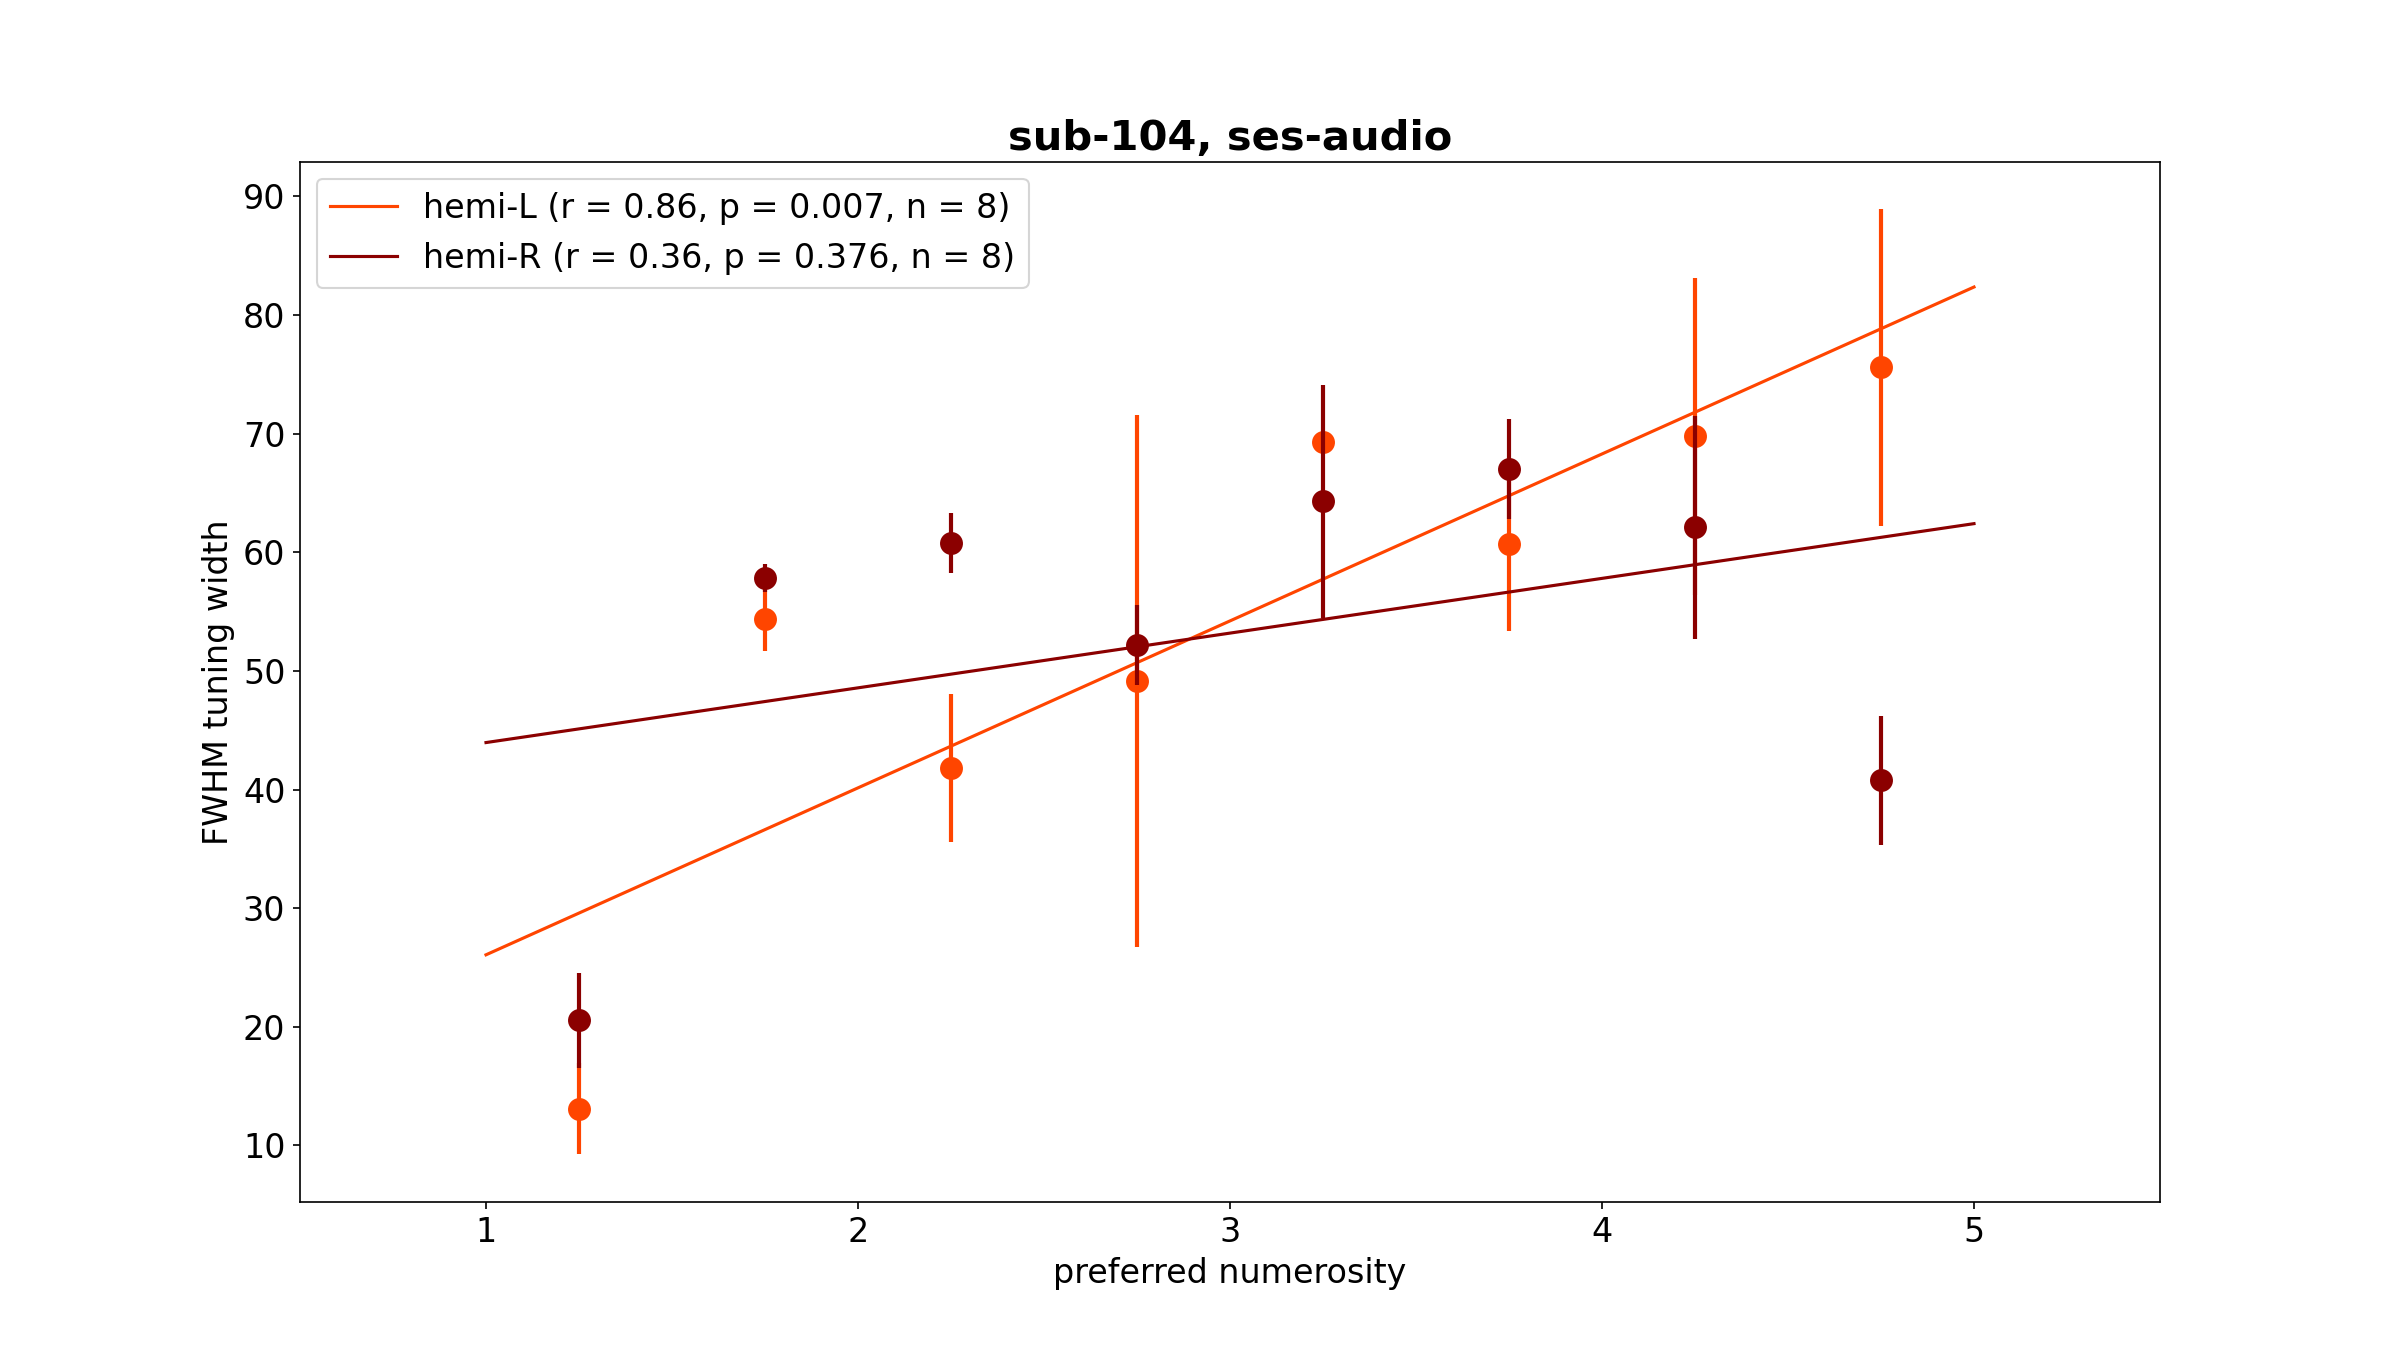 sub-104, ses-audio
hemi-L (r = 0.86, p = 0.007, n = 8)
hemi-R (r = 0.36, p = 0.376, n = 8)
FWHM tuning width
90
80
70
60
50
40
30
20
10
1 2 3 4 5
preferred numerosity